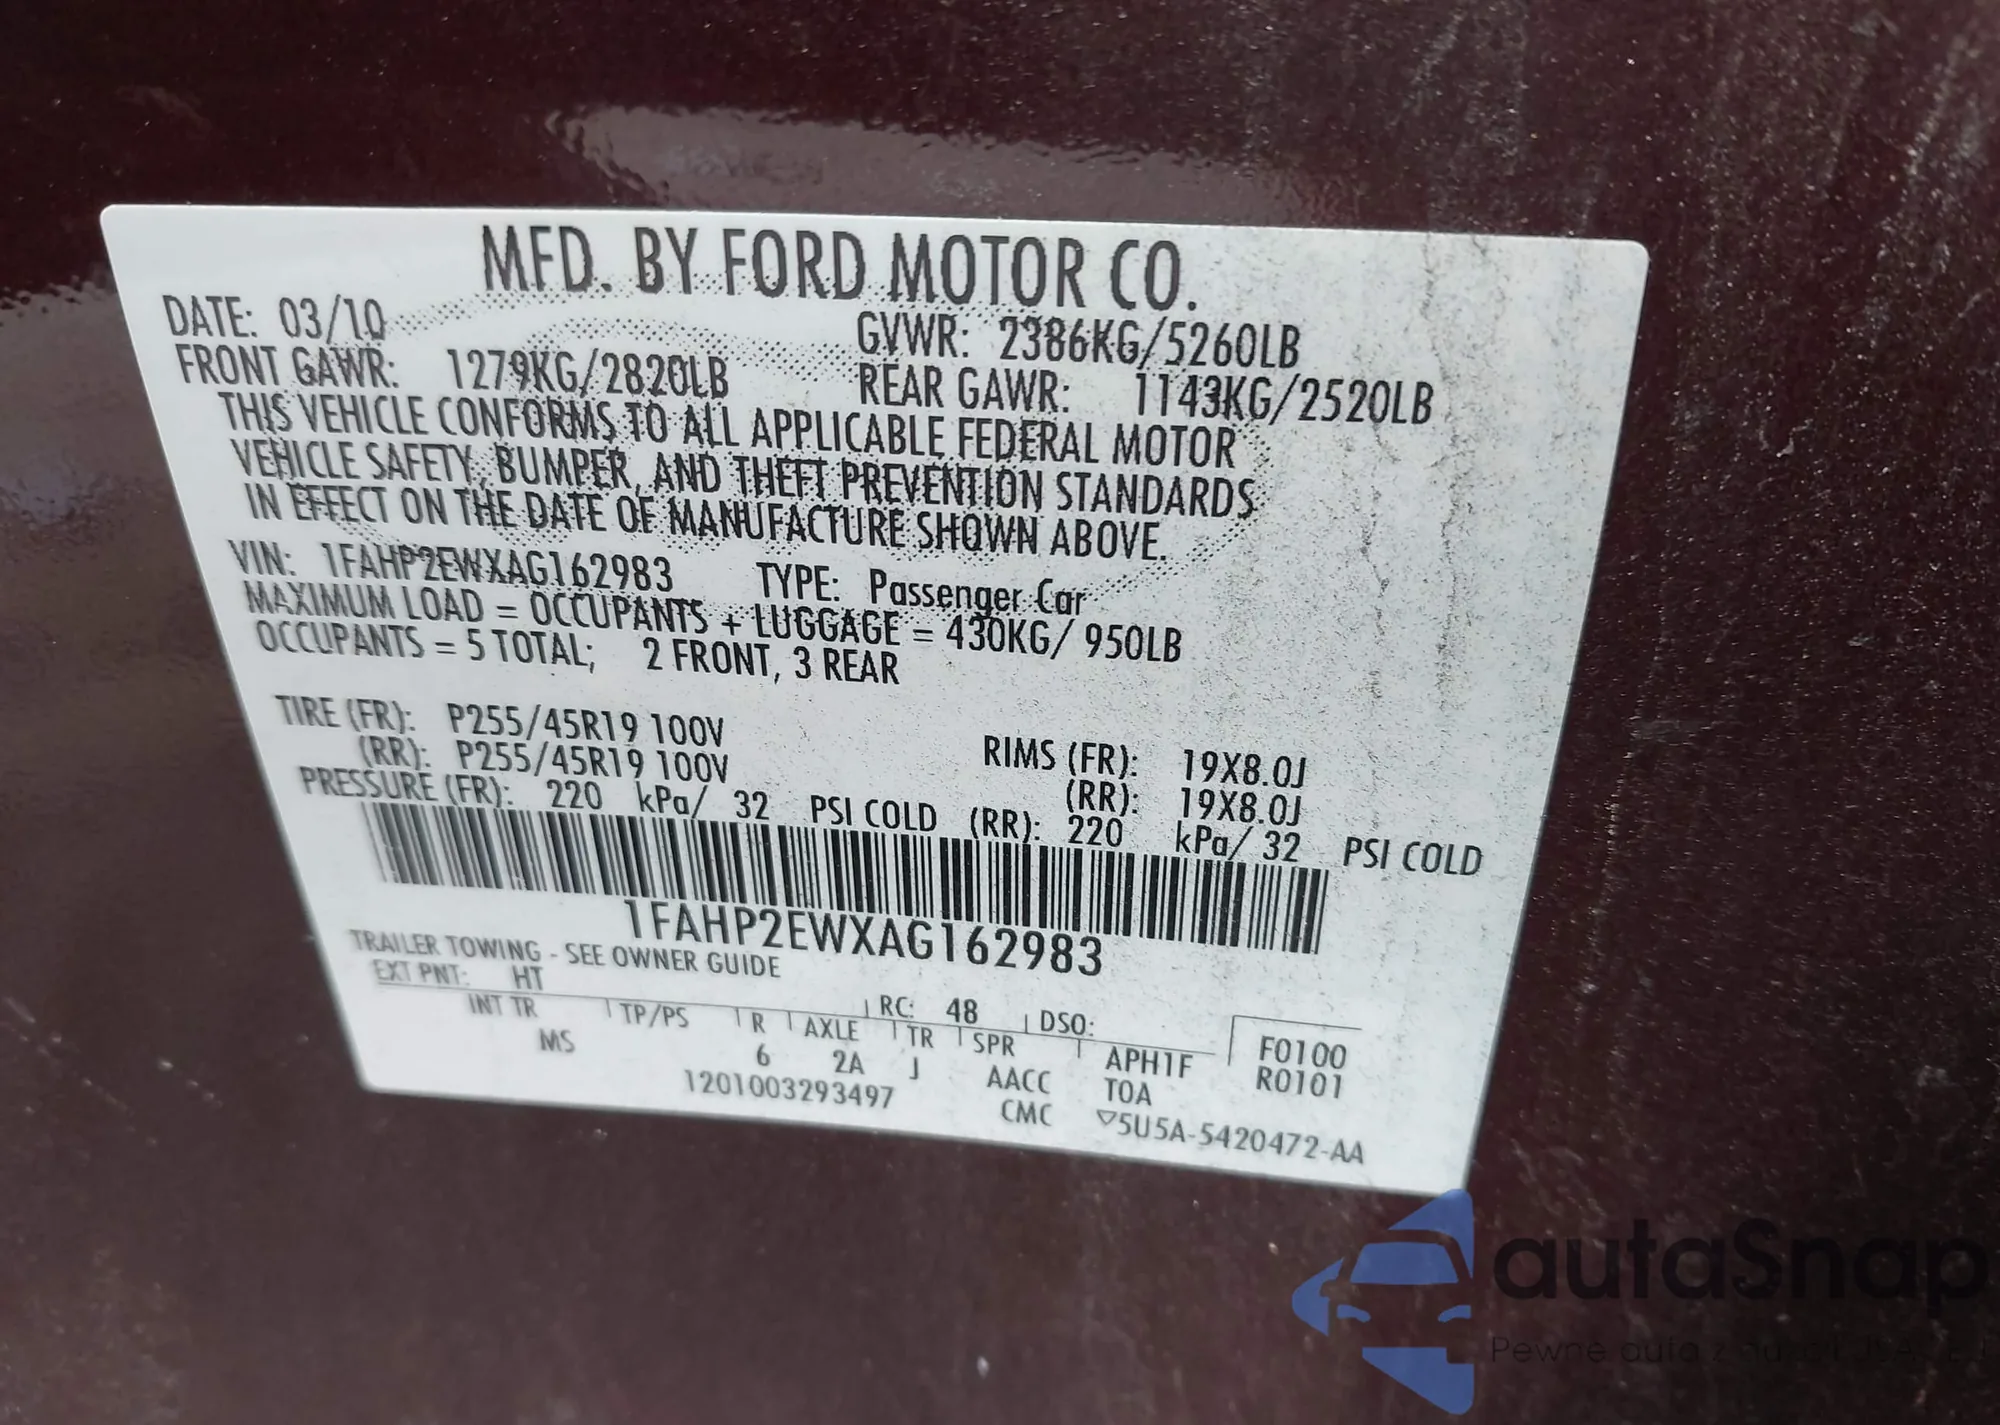 MFD. BY FORD MOTOR CO.
DATE: 03/10 GVWR: 2386KG/5260LB
FRONT GAWR: 1279KG/2820LB REAR GAWR: 1143KG/2520LB
THIS VEHICLE CONFORMS TO ALL APPLICABLE FEDERAL MOTOR
VEHICLE SAFETY, BUMPER, AND THEFT PREVENTION STANDARDS
IN EFFECT ON THE DATE OF MANUFACTURE SHOWN ABOVE.
VIN: 1FAHP2EWXAG162983 TYPE: Passenger Car
MAXIMUM LOAD = OCCUPANTS + LUGGAGE = 430KG/ 950LB
OCCUPANTS = 5 TOTAL; 2 FRONT, 3 REAR
TIRE (FR): P255/45R19 100V RIMS (FR): 19X8.0J
(RR): P255/45R19 100V (RR): 19X8.0J
PRESSURE (FR): 220 kPa/ 32 PSI COLD (RR): 220 kPa/ 32 PSI COLD
1FAHP2EWXAG162983
TRAILER TOWING - SEE OWNER GUIDE
EXT PNT: HT RC: 48 DSO: F0100
INT TR TP/PS R AXLE TR SPR APH1F R0101
MS 6 2A J AACC TOA
1201003293497 CMC ▽5U5A-5420472-AA
autaSnap
Pewne auta z